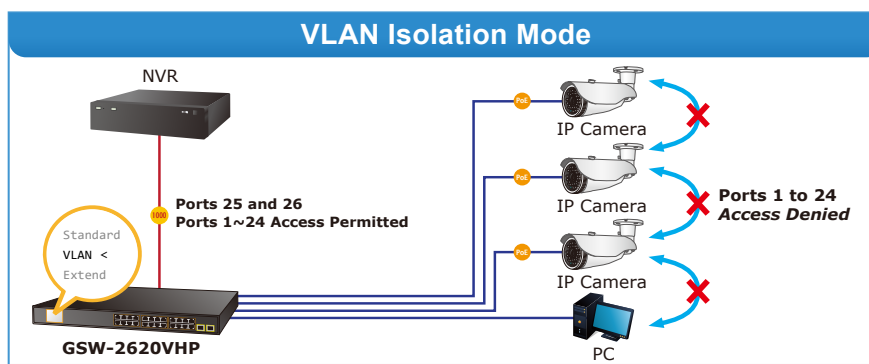 VLAN Isolation Mode
NVR
PoE
IP Camera
PoE
IP Camera
Ports 1 to 24
Access Denied
Ports 25 and 26
1000
Ports 1~24 Access Permitted
Standard
VLAN <
Extend
PoE
IP Camera
GSW-2620VHP
PC